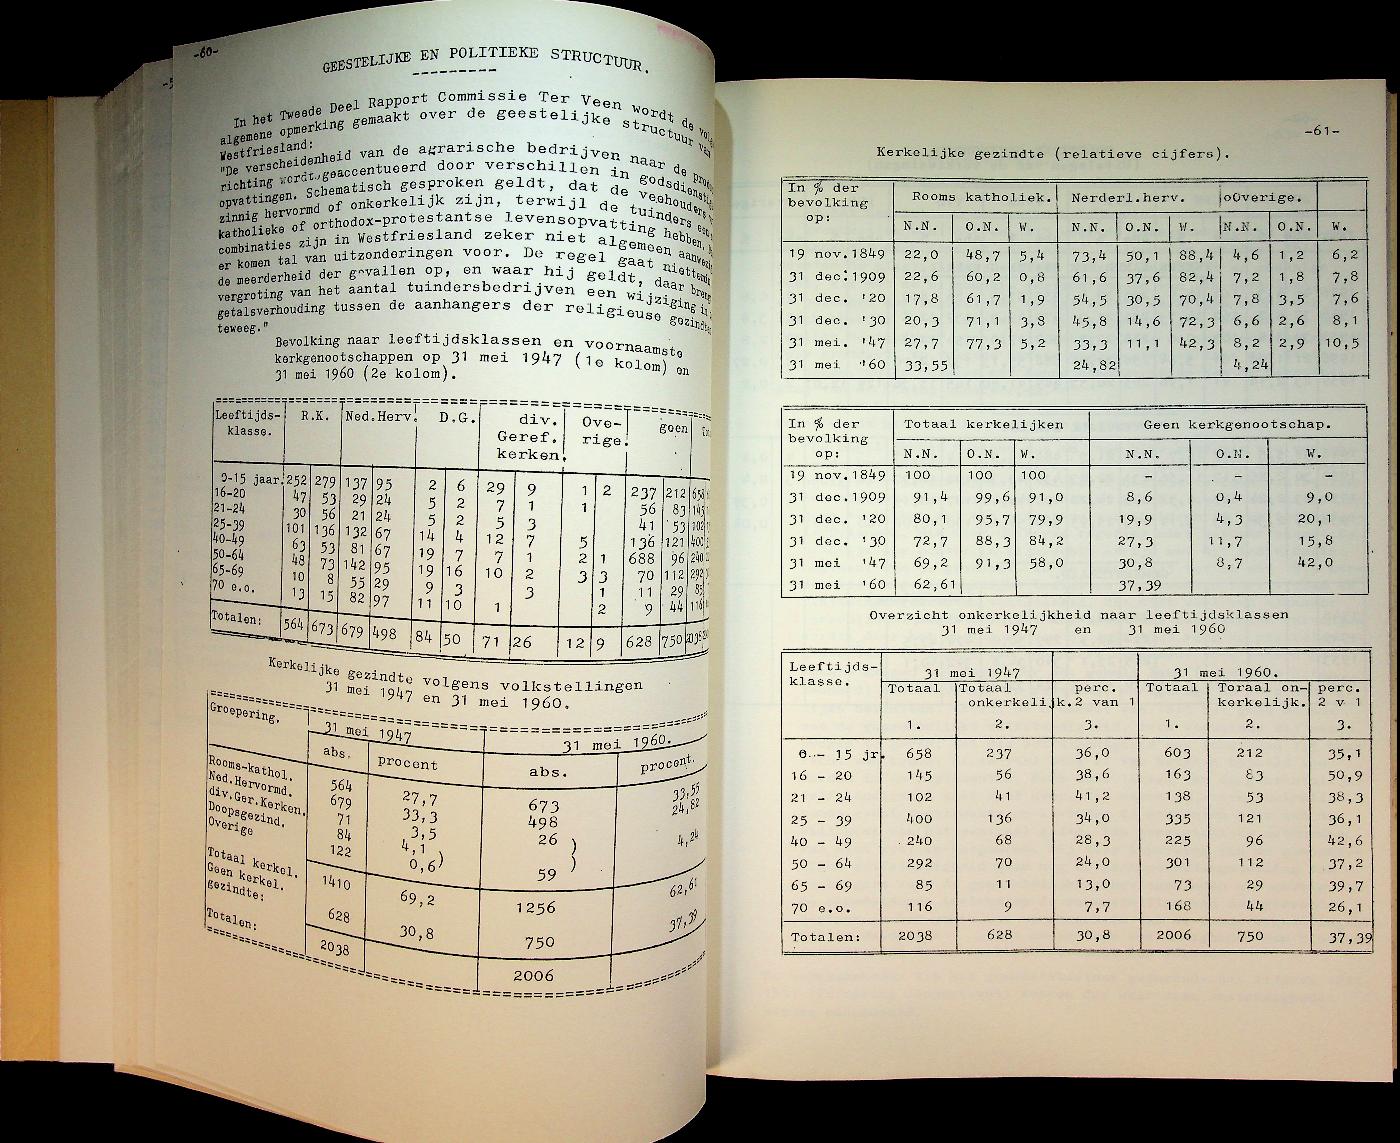 -60-
GEESTELIJKE EN POLITIEKE STRUCTUUR.
In het Tweede Deel Rapport Commissie Ter Veen wordt de
algemene opmerking gemaakt over de geestelijke structuur van
Westfriesland:
"De verscheidenheid van de agrarische bedrijven naar de
richting wordt geaccentueerd door verschillen in
opvattingen. Schematisch gesproken geldt, dat de veehouders
zinnig hervormd of onkerkelijk zijn, terwijl de tuinders een
katholieke of orthodox-protestantse levensopvatting hebben.
combinaties zijn in Westfriesland zeker niet algemeen
er komen tal van uitzonderingen voor. De regel gaat niettemin
de meerderheid der gevallen op, en waar hij geldt, daar
vergroting van het aantal tuindersbedrijven een wijziging in
getalsverhouding tussen de aanhangers der religieuse
teweeg."
Bevolking naar leeftijdsklassen en voornaamste
kerkgenootschappen op 31 mei 1947 (1e kolom) en
31 mei 1960 (2e kolom).
Leeftijds- R.K. Ned.Herv. D.G. div. Ove- geen
klasse. Geref. rige.
kerken.
0-15 jaar. 252 279 137 95 2 6 29 9 1 2 237 212 658
16-20 47 53 29 24 5 2 7 1 1 56 83 145
21-24 30 56 21 24 5 2 5 3 41 53 102
25-39 101 136 132 67 14 4 12 7 5 136 121 400
40-49 63 53 81 67 19 7 7 1 2 1 688 96 240
50-64 48 73 142 95 19 16 10 2 3 3 70 112 292
65-69 10 8 55 29 9 3 3 1 11 29 85
70 e.o. 13 15 82 97 11 10 1 2 9 44 116
Totalen: 564 673 679 498 84 50 71 26 12 9 628 750
Kerkelijke gezindte volgens volkstellingen
31 mei 1947 en 31 mei 1960.
Groepering. 31 mei 1947 31 mei 1960.
abs. procent abs. procent.
Rooms-kathol. 564 27,7 673 33,55
Ned.Hervormd. 679 33,3 498 24,82
div.Ger.Kerken. 71 3,5 26 )
Doopsgezind. 84 4,1 ) 4,24
Overige 122 0,6) 59 )
Totaal kerkel. 1410 69,2 1256 62,61
Geen kerkel.
gezindte: 628 30,8 750 37,39
Totalen: 2038 2006
-61-
Kerkelijke gezindte (relatieve cijfers).
In % der Rooms katholiek. Nerderl.herv. oOverige.
bevolking
op: N.N. O.N. W. N.N. O.N. W. N.N. O.N. W.
19 nov.1849 22,0 48,7 5,4 73,4 50,1 88,4 4,6 1,2 6,2
31 dec.1909 22,6 60,2 0,8 61,6 37,6 82,4 7,2 1,8 7,8
31 dec. '20 17,8 61,7 1,9 54,5 30,5 70,4 7,8 3,5 7,6
31 dec. '30 20,3 71,1 3,8 45,8 14,6 72,3 6,6 2,6 8,1
31 mei. '47 27,7 77,3 5,2 33,3 11,1 42,3 8,2 2,9 10,5
31 mei '60 33,55 24,82 4,24
In % der Totaal kerkelijken Geen kerkgenootschap.
bevolking
op: N.N. O.N. W. N.N. O.N. W.
19 nov.1849 100 100 100 - - -
31 dec.1909 91,4 99,6 91,0 8,6 0,4 9,0
31 dec. '20 80,1 95,7 79,9 19,9 4,3 20,1
31 dec. '30 72,7 88,3 84,2 27,3 11,7 15,8
31 mei '47 69,2 91,3 58,0 30,8 8,7 42,0
31 mei '60 62,61 37,39
Overzicht onkerkelijkheid naar leeftijdsklassen
31 mei 1947 en 31 mei 1960
Leeftijds- 31 mei 1947 31 mei 1960.
klasse. Totaal Totaal perc. Totaal Toraal on- perc.
onkerkelijk. 2 van 1 kerkelijk. 2 v 1
1. 2. 3. 1. 2. 3.
0 - 15 jr. 658 237 36,0 603 212 35,1
16 - 20 145 56 38,6 163 83 50,9
21 - 24 102 41 41,2 138 53 38,3
25 - 39 400 136 34,0 335 121 36,1
40 - 49 240 68 28,3 225 96 42,6
50 - 64 292 70 24,0 301 112 37,2
65 - 69 85 11 13,0 73 29 39,7
70 e.o. 116 9 7,7 168 44 26,1
Totalen: 2038 628 30,8 2006 750 37,39